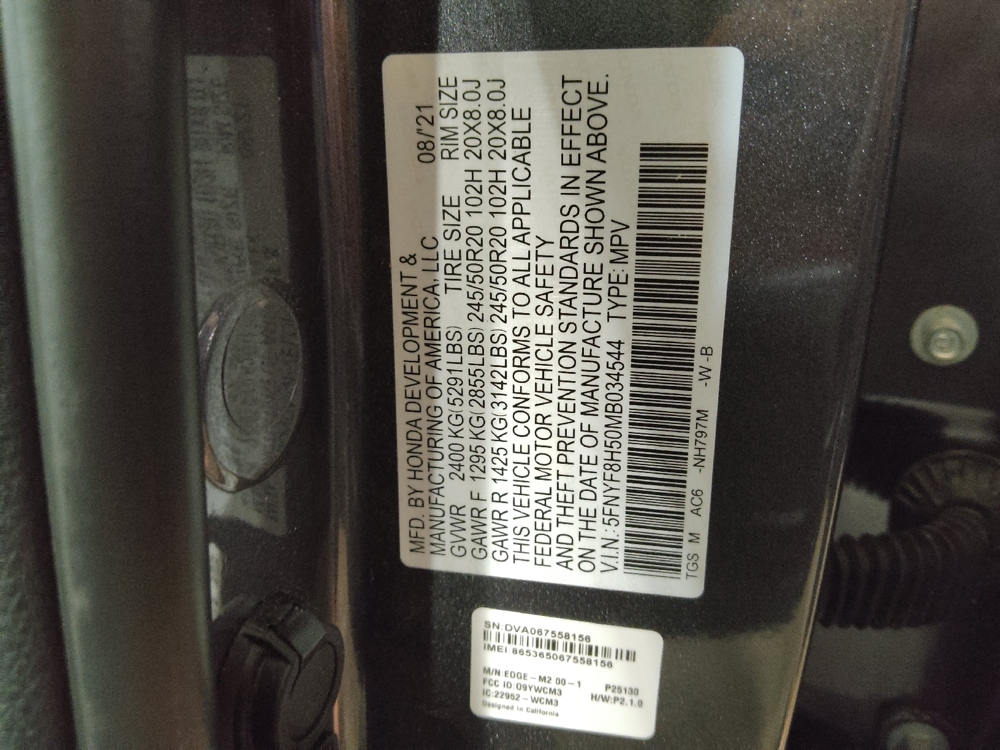 MFD. BY HONDA DEVELOPMENT &
MANUFACTURING OF AMERICA, LLC 08/'21
GVWR 2400 KG(5291LBS) TIRE SIZE RIM SIZE
GAWR F 1295 KG(2855LBS) 245/50R20 102H 20X8.0J
GAWR R 1425 KG(3142LBS) 245/50R20 102H 20X8.0J
THIS VEHICLE CONFORMS TO ALL APPLICABLE
FEDERAL MOTOR VEHICLE SAFETY
AND THEFT PREVENTION STANDARDS IN EFFECT
ON THE DATE OF MANUFACTURE SHOWN ABOVE.
V.I.N.: 5FNYF8H50MB034544 TYPE: MPV
TGS M AC6 -NH797M -W -B
SN:DVA067558156
IMEI 865365067558156
M/N:EDGE-M2 00-1 P25130
FCC ID:O9YWCM3 H/W:P2.1.0
IC:22952-WCM3
Designed in California